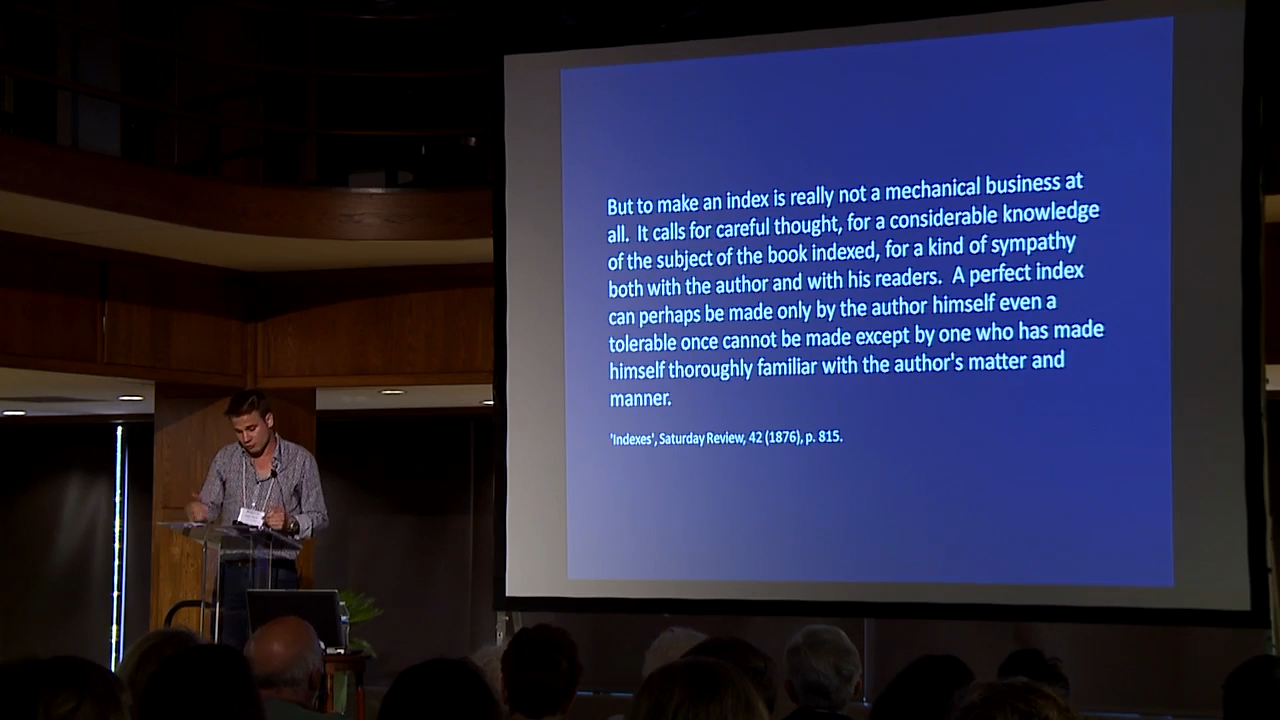 But to make an index is really not a mechanical business at
all.  It calls for careful thought, for a considerable knowledge
of the subject of the book indexed, for a kind of sympathy
both with the author and with his readers.  A perfect index
can perhaps be made only by the author himself even a
tolerable once cannot be made except by one who has made
himself thoroughly familiar with the author's matter and
manner.
'Indexes', Saturday Review, 42 (1876), p. 815.